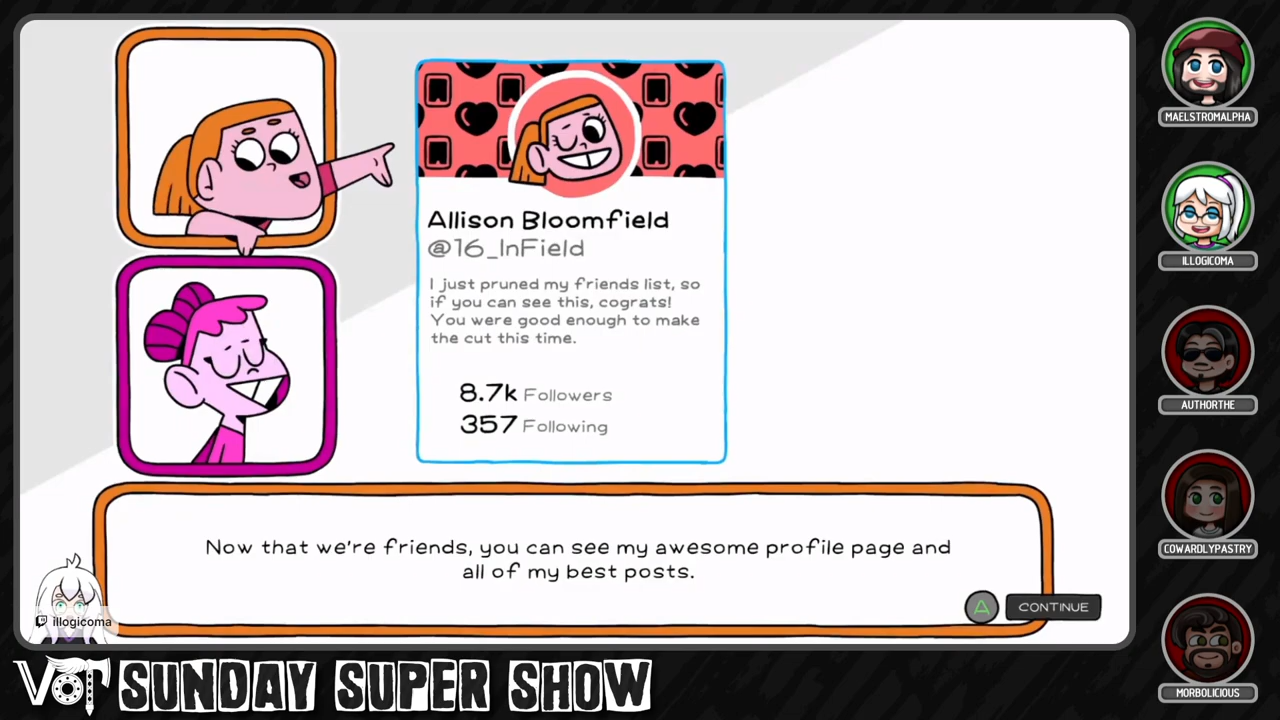 Allison Bloomfield
@16_InField
I just pruned my friends list, so
if you can see this, cograts!
You were good enough to make
the cut this time.
8.7k Followers
357 Following
Now that we're friends, you can see my awesome profile page and
all of my best posts.
A CONTINUE
illogicoma
VOT SUNDAY SUPER SHOW
MAELSTROMALPHA
ILLOGICOMA
AUTHORTHE
COWARDLYPASTRY
MORBOLICIOUS